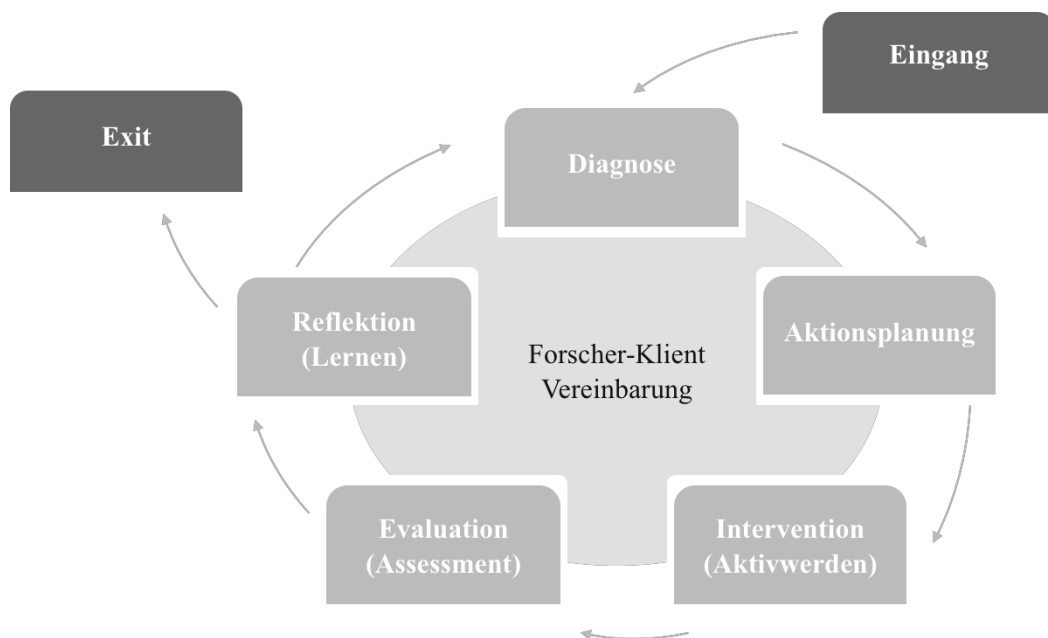 Eingang
Exit
Diagnose
Reflektion
(Lernen)
Forscher-Klient
Vereinbarung
Aktionsplanung
Evaluation
(Assessment)
Intervention
(Aktivwerden)